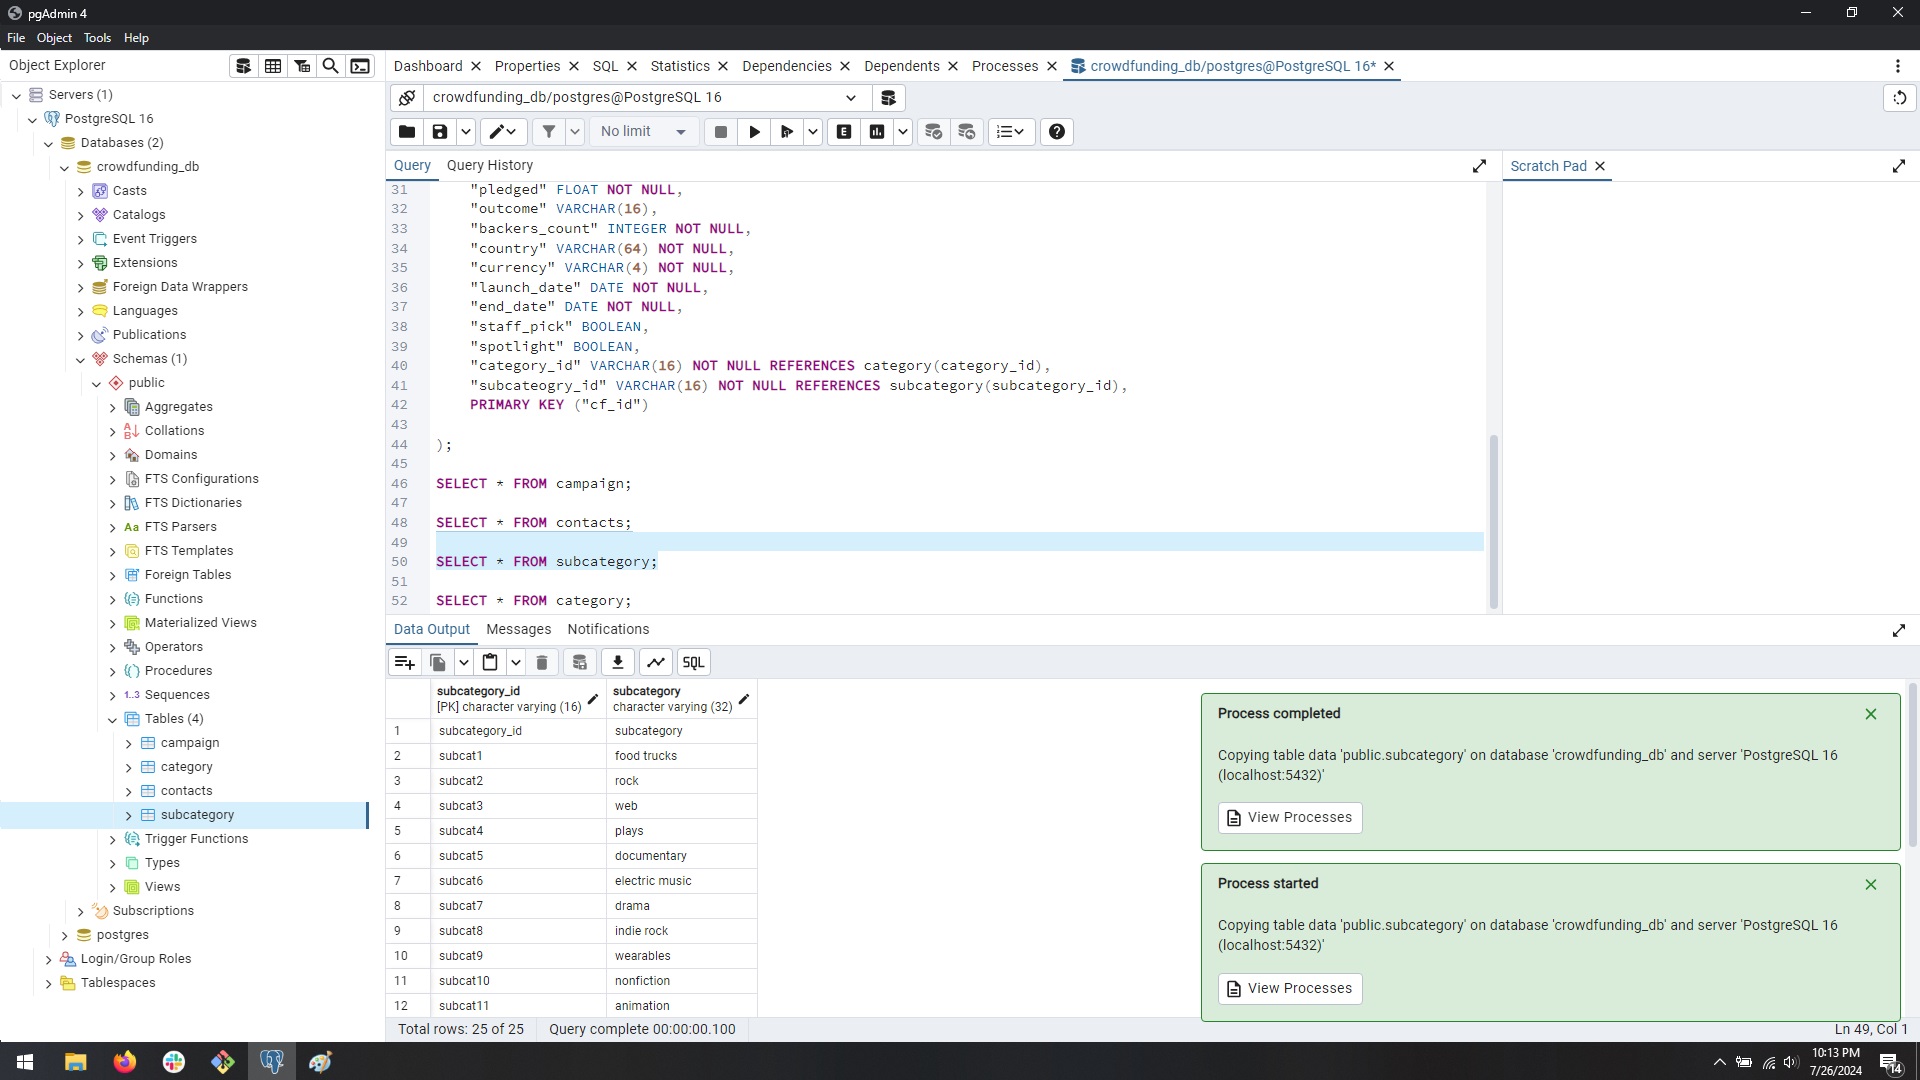 pgAdmin 4
File Object Tools Help
Object Explorer
Dashboard Properties SQL Statistics Dependencies Dependents Processes crowdfunding_db/postgres@PostgreSQL 16*
Servers (1)
PostgreSQL 16
Databases (2)
crowdfunding_db
Casts
Catalogs
Event Triggers
Extensions
Foreign Data Wrappers
Languages
Publications
Schemas (1)
public
Aggregates
Collations
Domains
FTS Configurations
FTS Dictionaries
Aa FTS Parsers
FTS Templates
Foreign Tables
Functions
Materialized Views
Operators
Procedures
1..3 Sequences
Tables (4)
campaign
category
contacts
subcategory
Trigger Functions
Types
Views
Subscriptions
postgres
Login/Group Roles
Tablespaces
crowdfunding_db/postgres@PostgreSQL 16
No limit
E
Query Query History
Scratch Pad
31 "pledged" FLOAT NOT NULL,
32 "outcome" VARCHAR(16),
33 "backers_count" INTEGER NOT NULL,
34 "country" VARCHAR(64) NOT NULL,
35 "currency" VARCHAR(4) NOT NULL,
36 "launch_date" DATE NOT NULL,
37 "end_date" DATE NOT NULL,
38 "staff_pick" BOOLEAN,
39 "spotlight" BOOLEAN,
40 "category_id" VARCHAR(16) NOT NULL REFERENCES category(category_id),
41 "subcateogry_id" VARCHAR(16) NOT NULL REFERENCES subcategory(subcategory_id),
42 PRIMARY KEY ("cf_id")
43
44 );
45
46 SELECT * FROM campaign;
47
48 SELECT * FROM contacts;
49
50 SELECT * FROM subcategory;
51
52 SELECT * FROM category;
Data Output Messages Notifications
SQL
subcategory_id subcategory
[PK] character varying (16) character varying (32)
1 subcategory_id subcategory
2 subcat1 food trucks
3 subcat2 rock
4 subcat3 web
5 subcat4 plays
6 subcat5 documentary
7 subcat6 electric music
8 subcat7 drama
9 subcat8 indie rock
10 subcat9 wearables
11 subcat10 nonfiction
12 subcat11 animation
Process completed
Copying table data 'public.subcategory' on database 'crowdfunding_db' and server 'PostgreSQL 16
(localhost:5432)'
View Processes
Process started
Copying table data 'public.subcategory' on database 'crowdfunding_db' and server 'PostgreSQL 16
(localhost:5432)'
View Processes
Total rows: 25 of 25 Query complete 00:00:00.100 Ln 49, Col 1
10:13 PM
7/26/2024
14